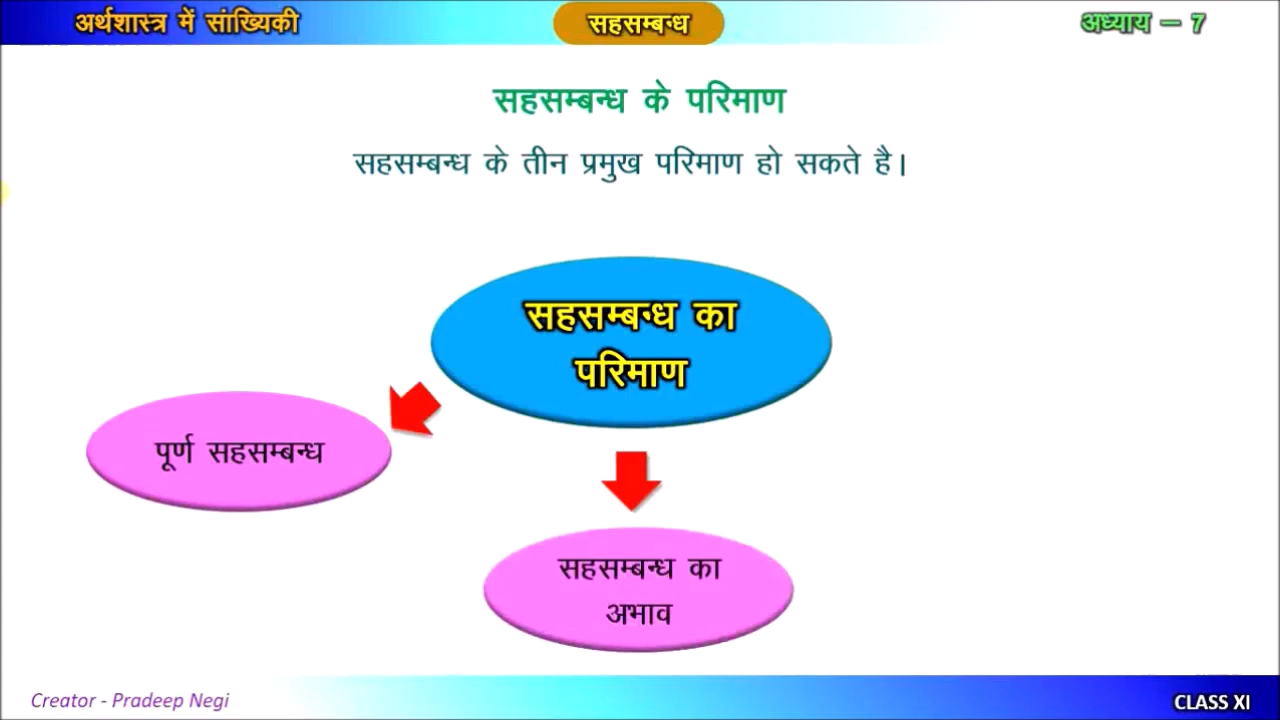 अर्थशास्त्र में सांख्यिकी
सहसम्बन्ध
अध्याय – 7
सहसम्बन्ध के परिमाण
सहसम्बन्ध के तीन प्रमुख परिमाण हो सकते है।
सहसम्बन्ध का
परिमाण
पूर्ण सहसम्बन्ध
सहसम्बन्ध का
अभाव
Creator - Pradeep Negi
CLASS XI